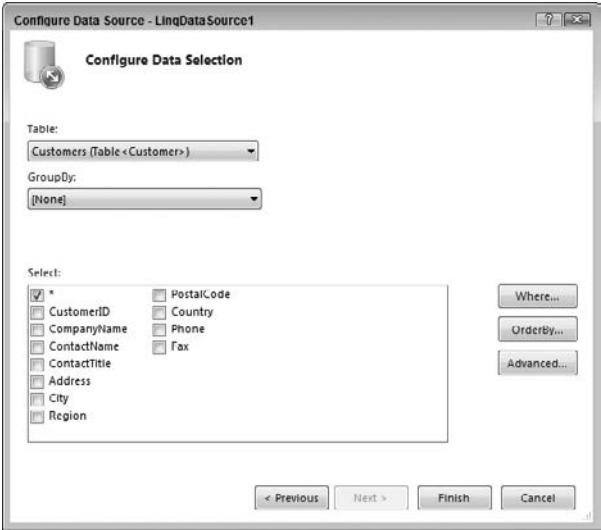 Configure Data Source - LinqDataSource1
Configure Data Selection
Table:
Customers (Table<Customer>)
GroupBy:
[None]
Select:
*
CustomerID
CompanyName
ContactName
ContactTitle
Address
City
Region
PostalCode
Country
Phone
Fax
Where...
OrderBy...
Advanced...
< Previous
Next >
Finish
Cancel